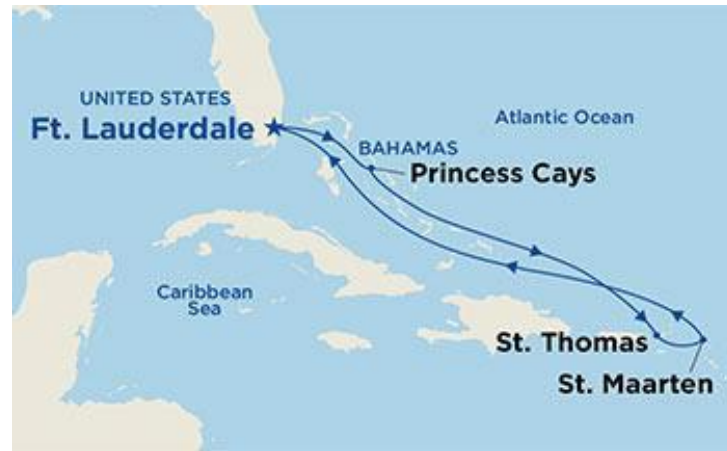 UNITED STATES
Ft. Lauderdale
Atlantic Ocean
BAHAMAS
Princess Cays
Caribbean
Sea
St. Thomas
St. Maarten